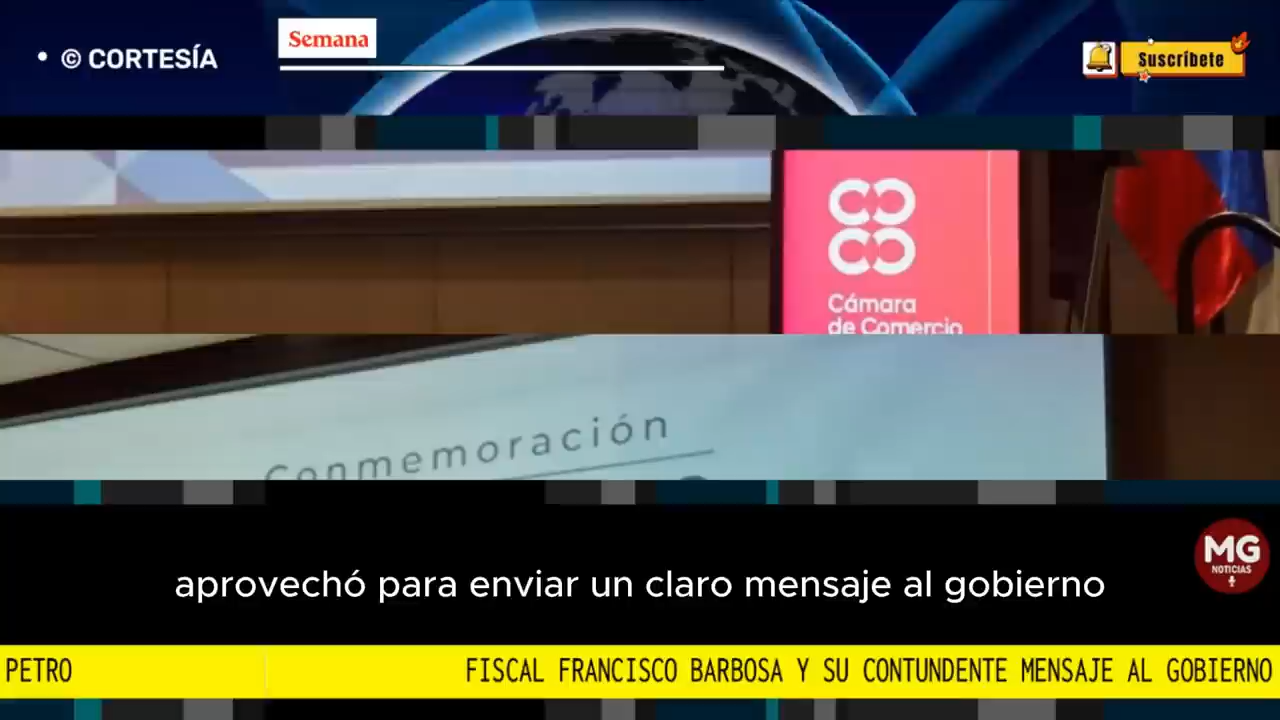 • © CORTESÍA
Semana
Suscríbete
Cámara
de Comercio
Conmemoración
MG
NOTICIAS
aprovechó para enviar un claro mensaje al gobierno
PETRO
FISCAL FRANCISCO BARBOSA Y SU CONTUNDENTE MENSAJE AL GOBIERNO